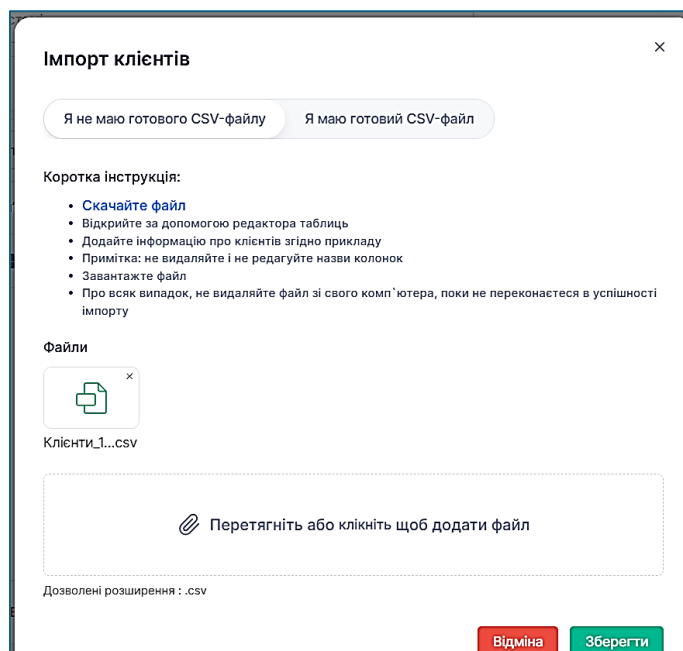 Імпорт клієнтів
Я не маю готового CSV-файлу
Я маю готовий CSV-файл
Коротка інструкція:
Скачайте файл
Відкрийте за допомогою редактора таблиць
Додайте інформацію про клієнтів згідно прикладу
Примітка: не видаляйте і не редагуйте назви колонок
Завантажте файл
Про всяк випадок, не видаляйте файл зі свого комп`ютера, поки не переконаєтеся в успішності
імпорту
Файли
Клієнти_1...csv
Перетягніть або клікніть щоб додати файл
Дозволені розширення : .csv
Відміна
Зберегти